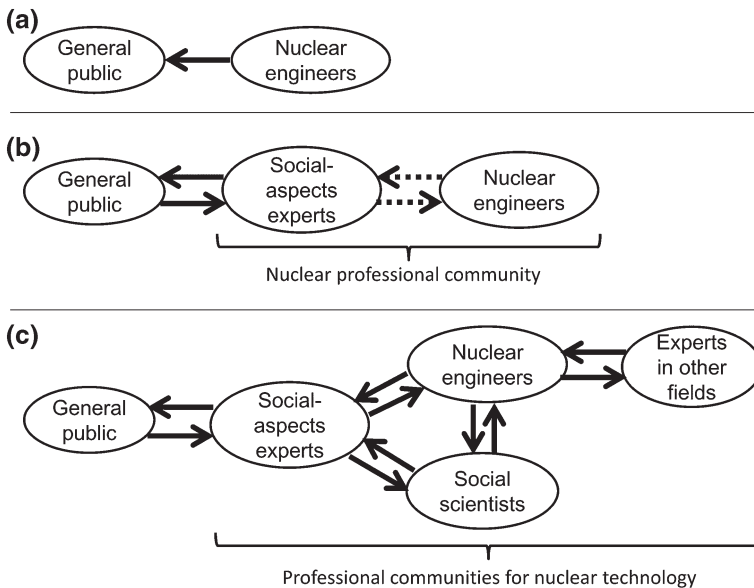 (a)
General
public
Nuclear
engineers
(b)
General
public
Social-
aspects
experts
Nuclear
engineers
Nuclear professional community
(c)
General
public
Social-
aspects
experts
Nuclear
engineers
Experts
in other
fields
Social
scientists
Professional communities for nuclear technology